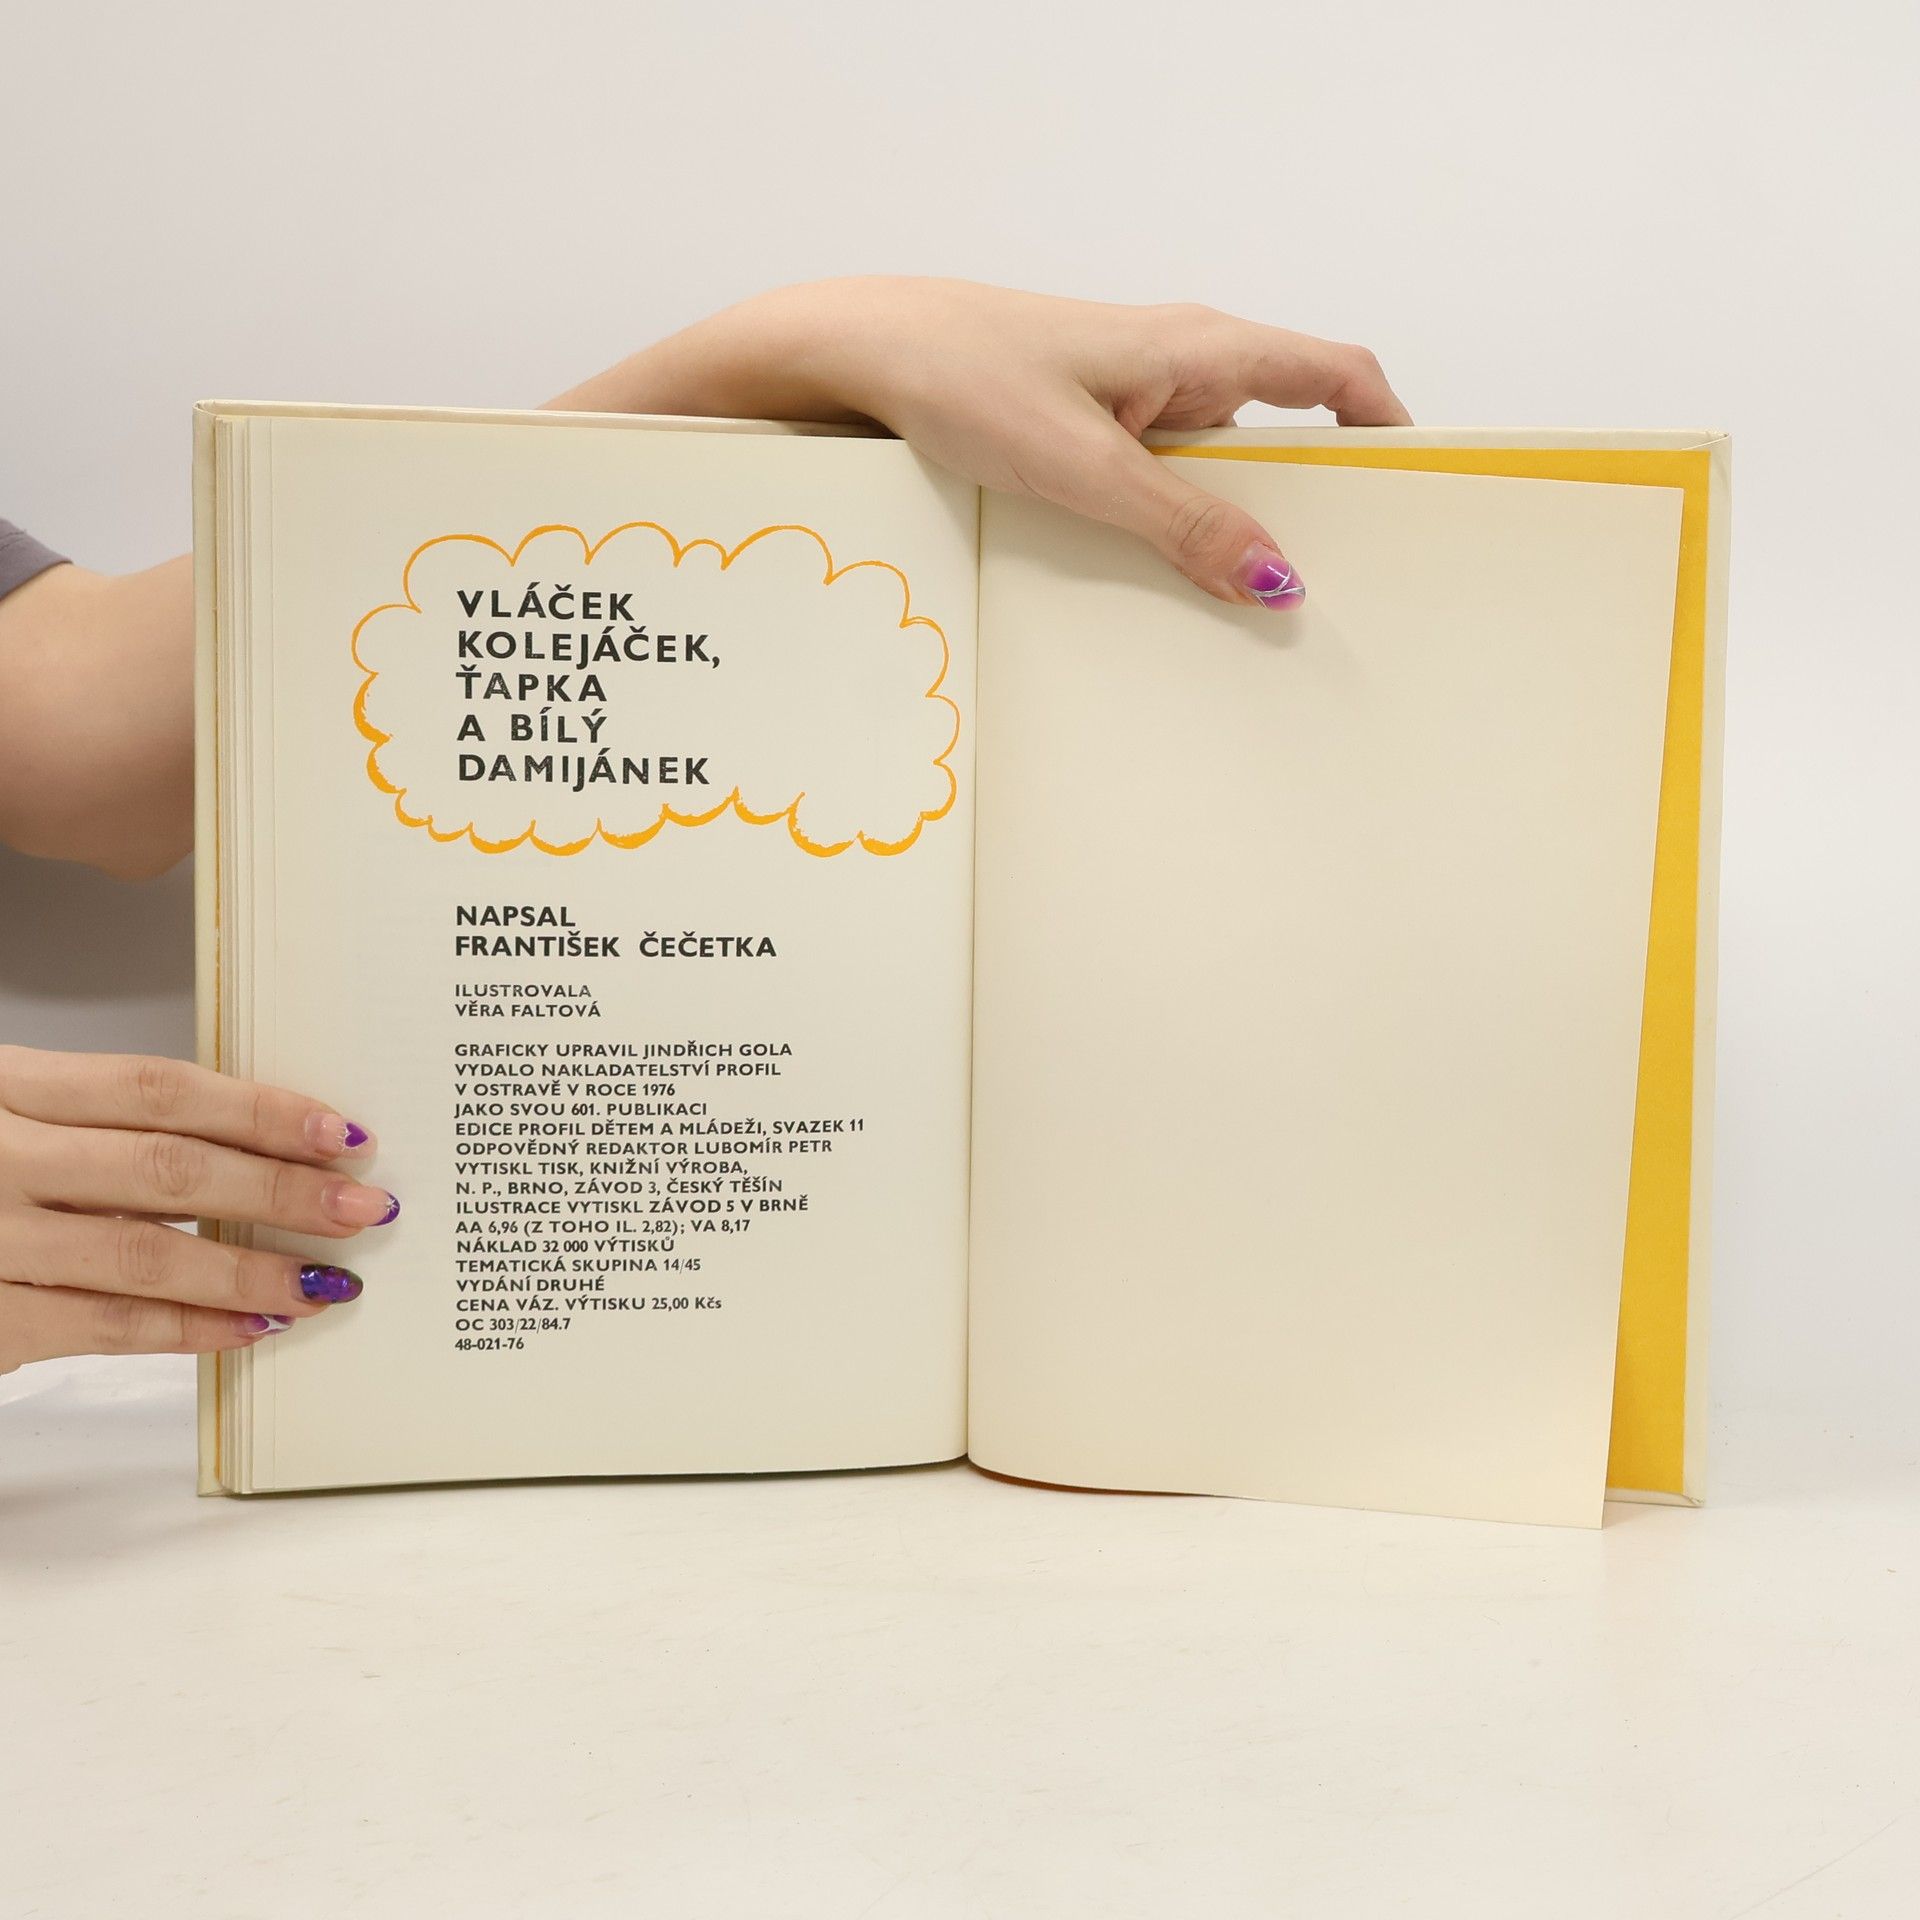 VLÁČEK
KOLEJÁČEK,
ŤAPKA
A BÍLÝ
DAMIJÁNEK
NAPSAL
FRANTIŠEK ČEČETKA
ILUSTROVALA
VĚRA FALTOVÁ
GRAFICKY UPRAVIL JINDŘICH GOLA
VYDALO NAKLADATELSTVÍ PROFIL
V OSTRAVĚ V ROCE 1976
JAKO SVOU 601. PUBLIKACI
EDICE PROFIL DĚTEM A MLÁDEŽI, SVAZEK 11
ODPOVĚDNÝ REDAKTOR LUBOMÍR PETR
VYTISKL TISK, KNIŽNÍ VÝROBA,
N. P., BRNO, ZÁVOD 3, ČESKÝ TĚŠÍN
ILUSTRACE VYTISKL ZÁVOD 5 V BRNĚ
AA 6,96 (Z TOHO IL. 2,82); VA 8,17
NÁKLAD 32 000 VÝTISKŮ
TEMATICKÁ SKUPINA 14/45
VYDÁNÍ DRUHÉ
CENA VÁZ. VÝTISKU 25,00 Kčs
OC 303/22/84.7
48-021-76